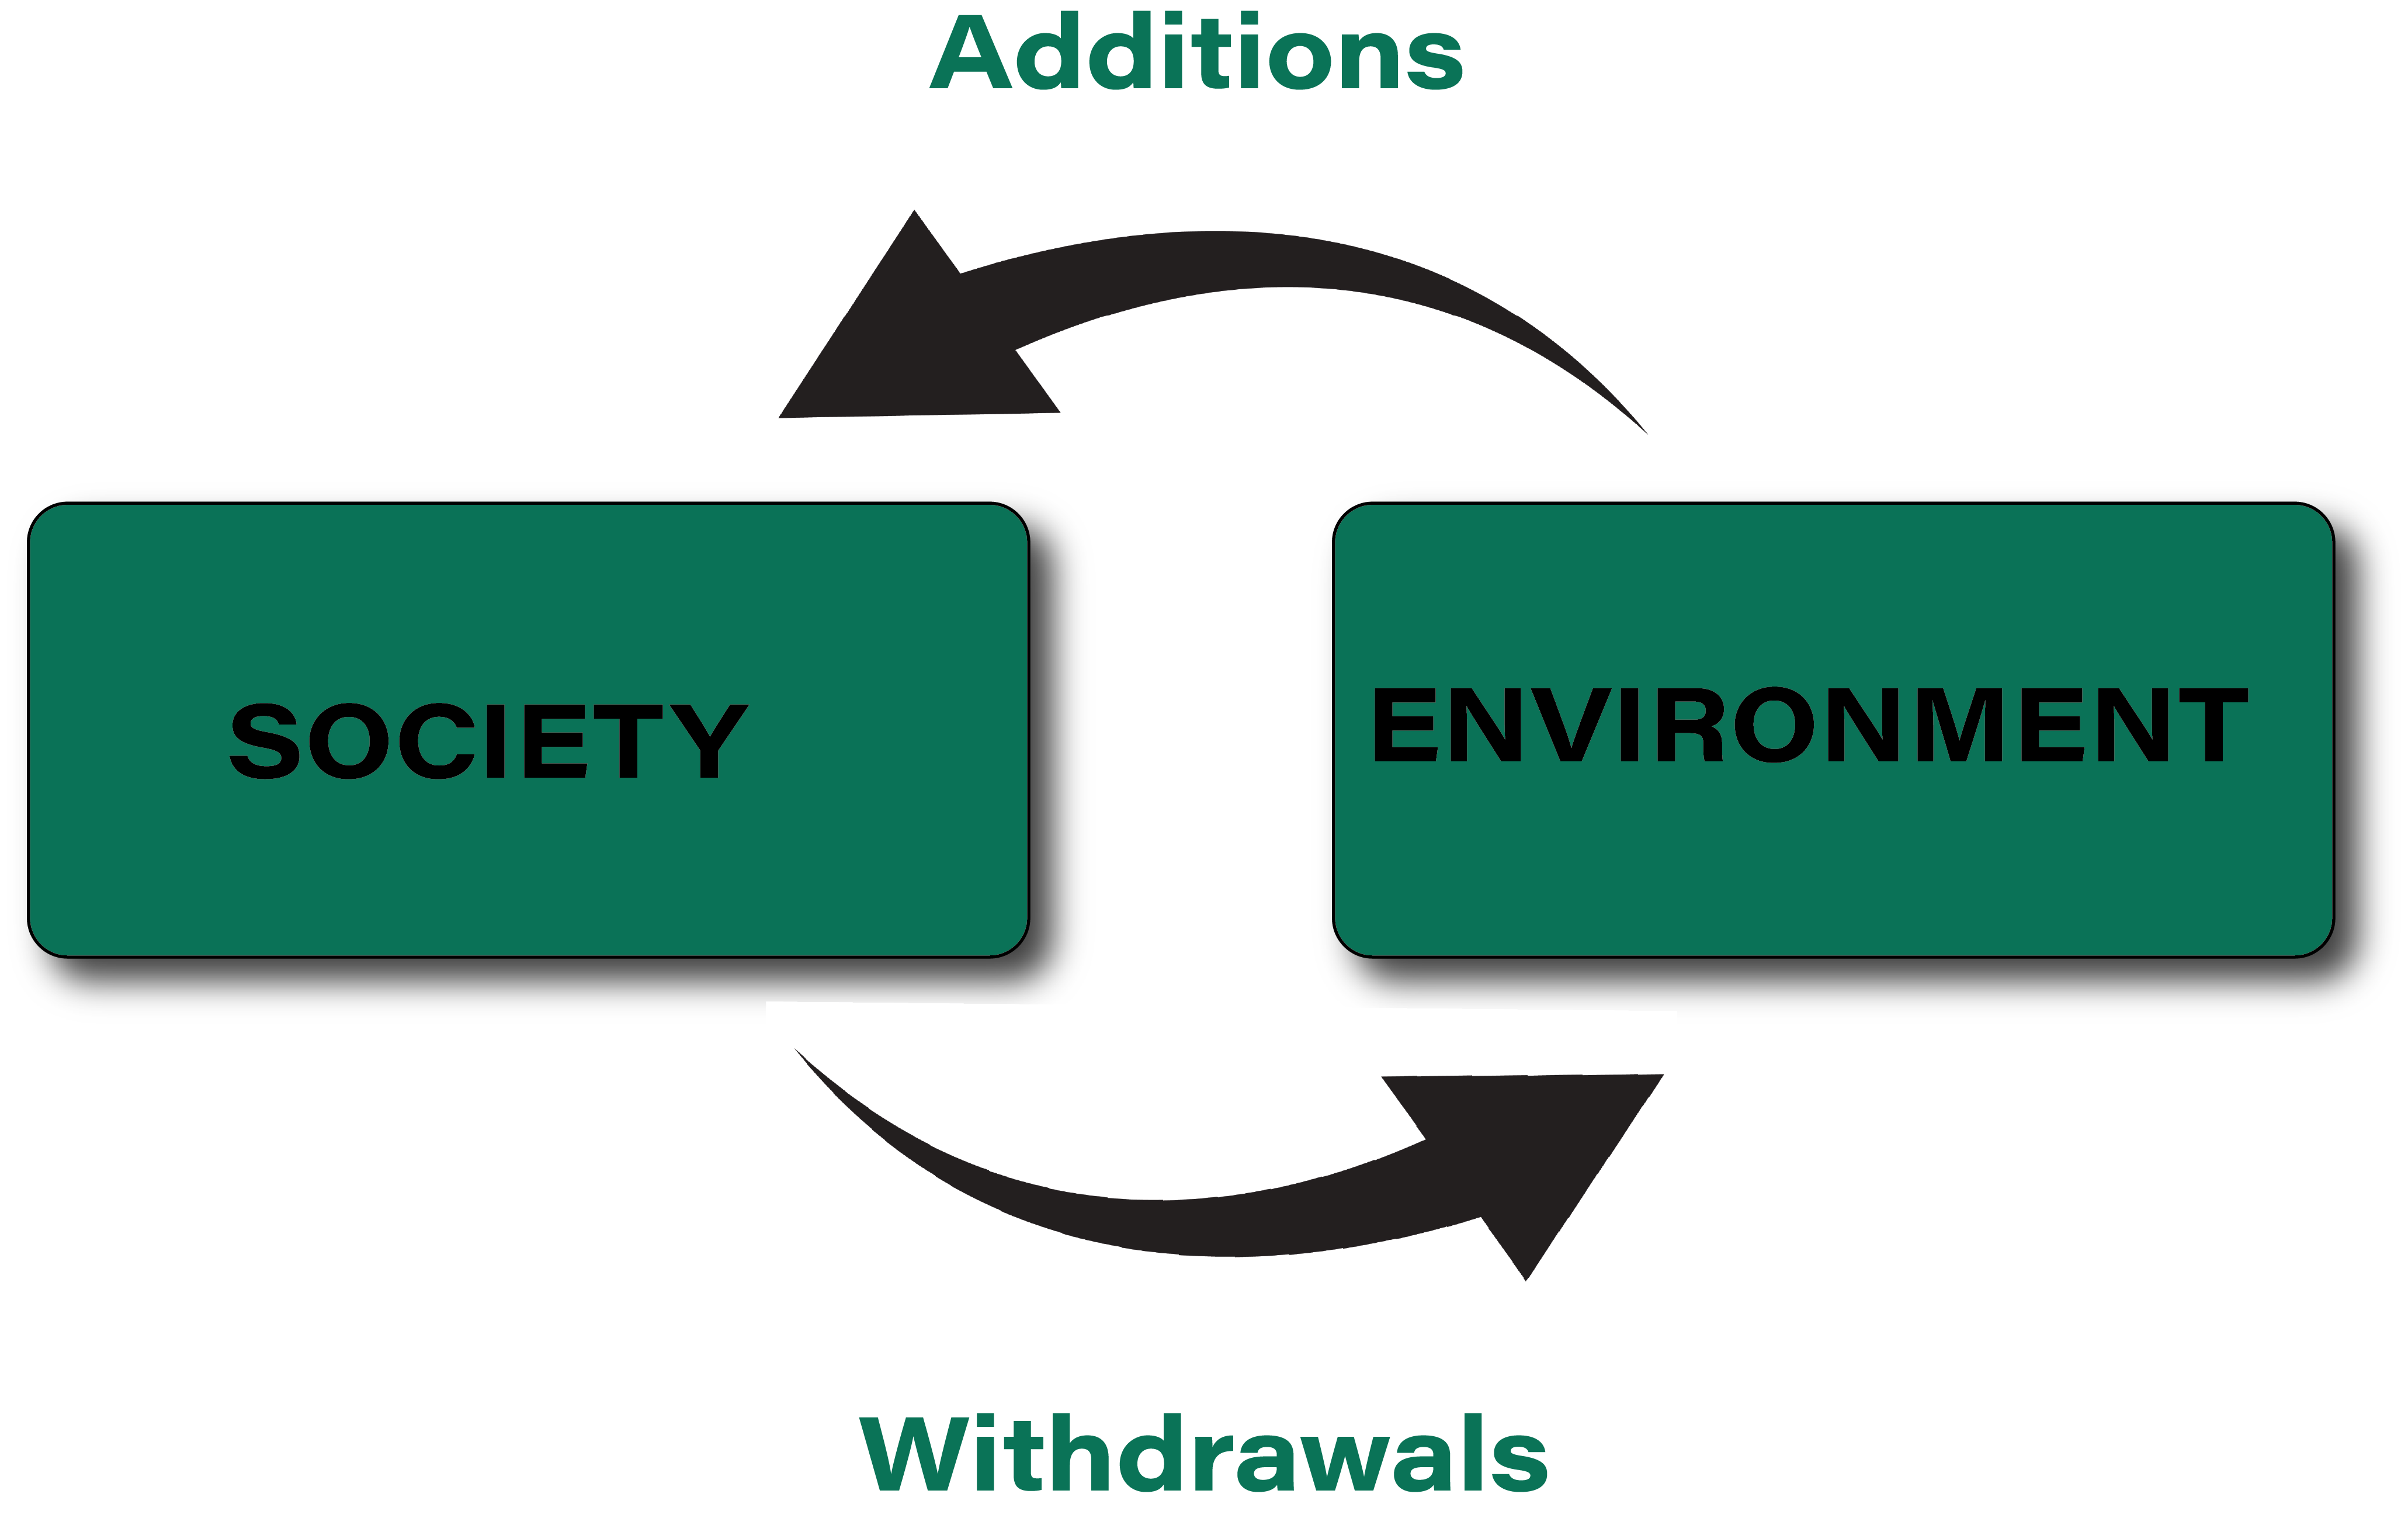 Additions
SOCIETY
ENVIRONMENT
Withdrawals